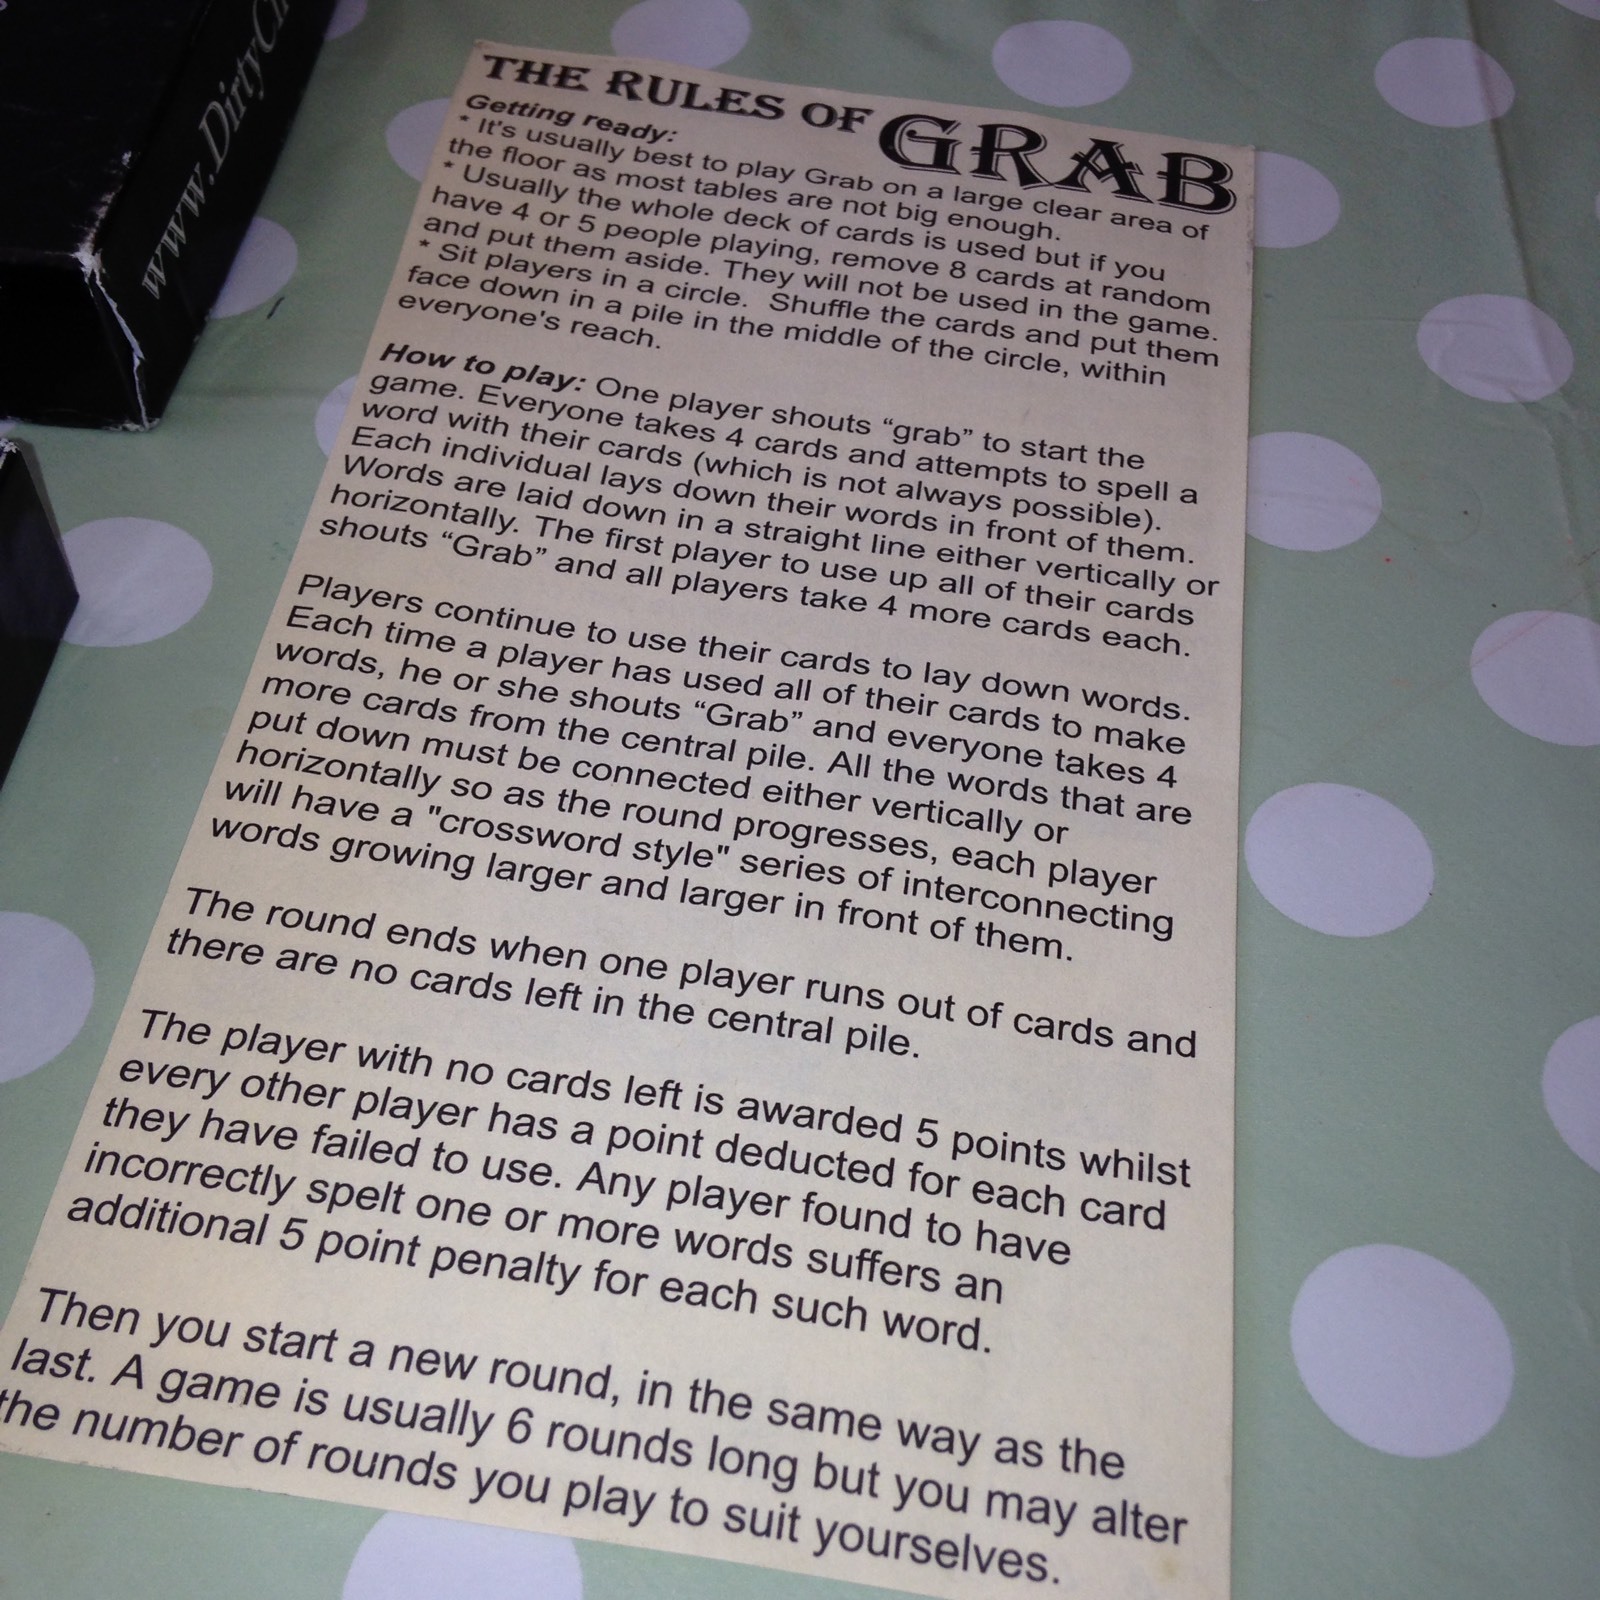 www.DirtyC
THE RULES OF GRAB
Getting ready:
* It's usually best to play Grab on a large clear area of
the floor as most tables are not big enough.
* Usually the whole deck of cards is used but if you
have 4 or 5 people playing, remove 8 cards at random
and put them aside. They will not be used in the game.
* Sit players in a circle. Shuffle the cards and put them
face down in a pile in the middle of the circle, within
everyone's reach.
How to play: One player shouts “grab” to start the
game. Everyone takes 4 cards and attempts to spell a
word with their cards (which is not always possible).
Each individual lays down their words in front of them.
Words are laid down in a straight line either vertically or
horizontally. The first player to use up all of their cards
shouts “Grab” and all players take 4 more cards each.
Players continue to use their cards to lay down words.
Each time a player has used all of their cards to make
words, he or she shouts “Grab” and everyone takes 4
more cards from the central pile. All the words that are
put down must be connected either vertically or
horizontally so as the round progresses, each player
will have a "crossword style" series of interconnecting
words growing larger and larger in front of them.
The round ends when one player runs out of cards and
there are no cards left in the central pile.
The player with no cards left is awarded 5 points whilst
every other player has a point deducted for each card
they have failed to use. Any player found to have
incorrectly spelt one or more words suffers an
additional 5 point penalty for each such word.
Then you start a new round, in the same way as the
last. A game is usually 6 rounds long but you may alter
the number of rounds you play to suit yourselves.